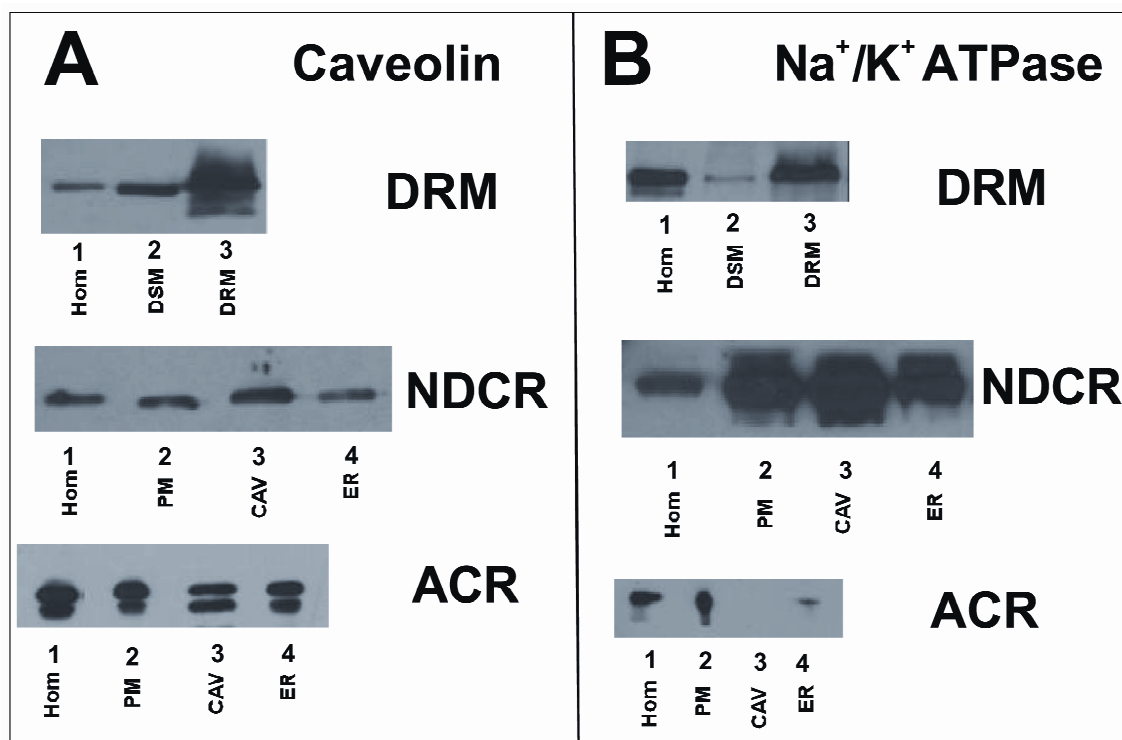 A Caveolin
DRM
1 2 3
Hom DSM DRM
NDCR
1 2 3 4
Hom PM CAV ER
ACR
1 2 3 4
Hom PM CAV ER
B Na⁺/K⁺ ATPase
DRM
1 2 3
Hom DSM DRM
NDCR
1 2 3 4
Hom PM CAV ER
ACR
1 2 3 4
Hom PM CAV ER